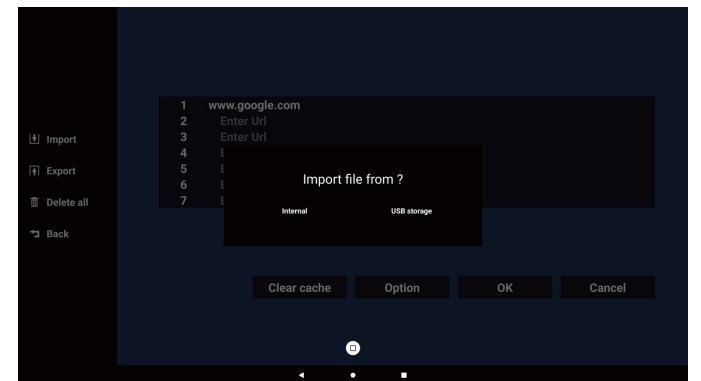 Import
Export
Delete all
Back
1 www.google.com
2 Enter Url
3 Enter Url
4 E
5 E
6 E
7 E
Import file from ?
Internal USB storage
Clear cache Option OK Cancel